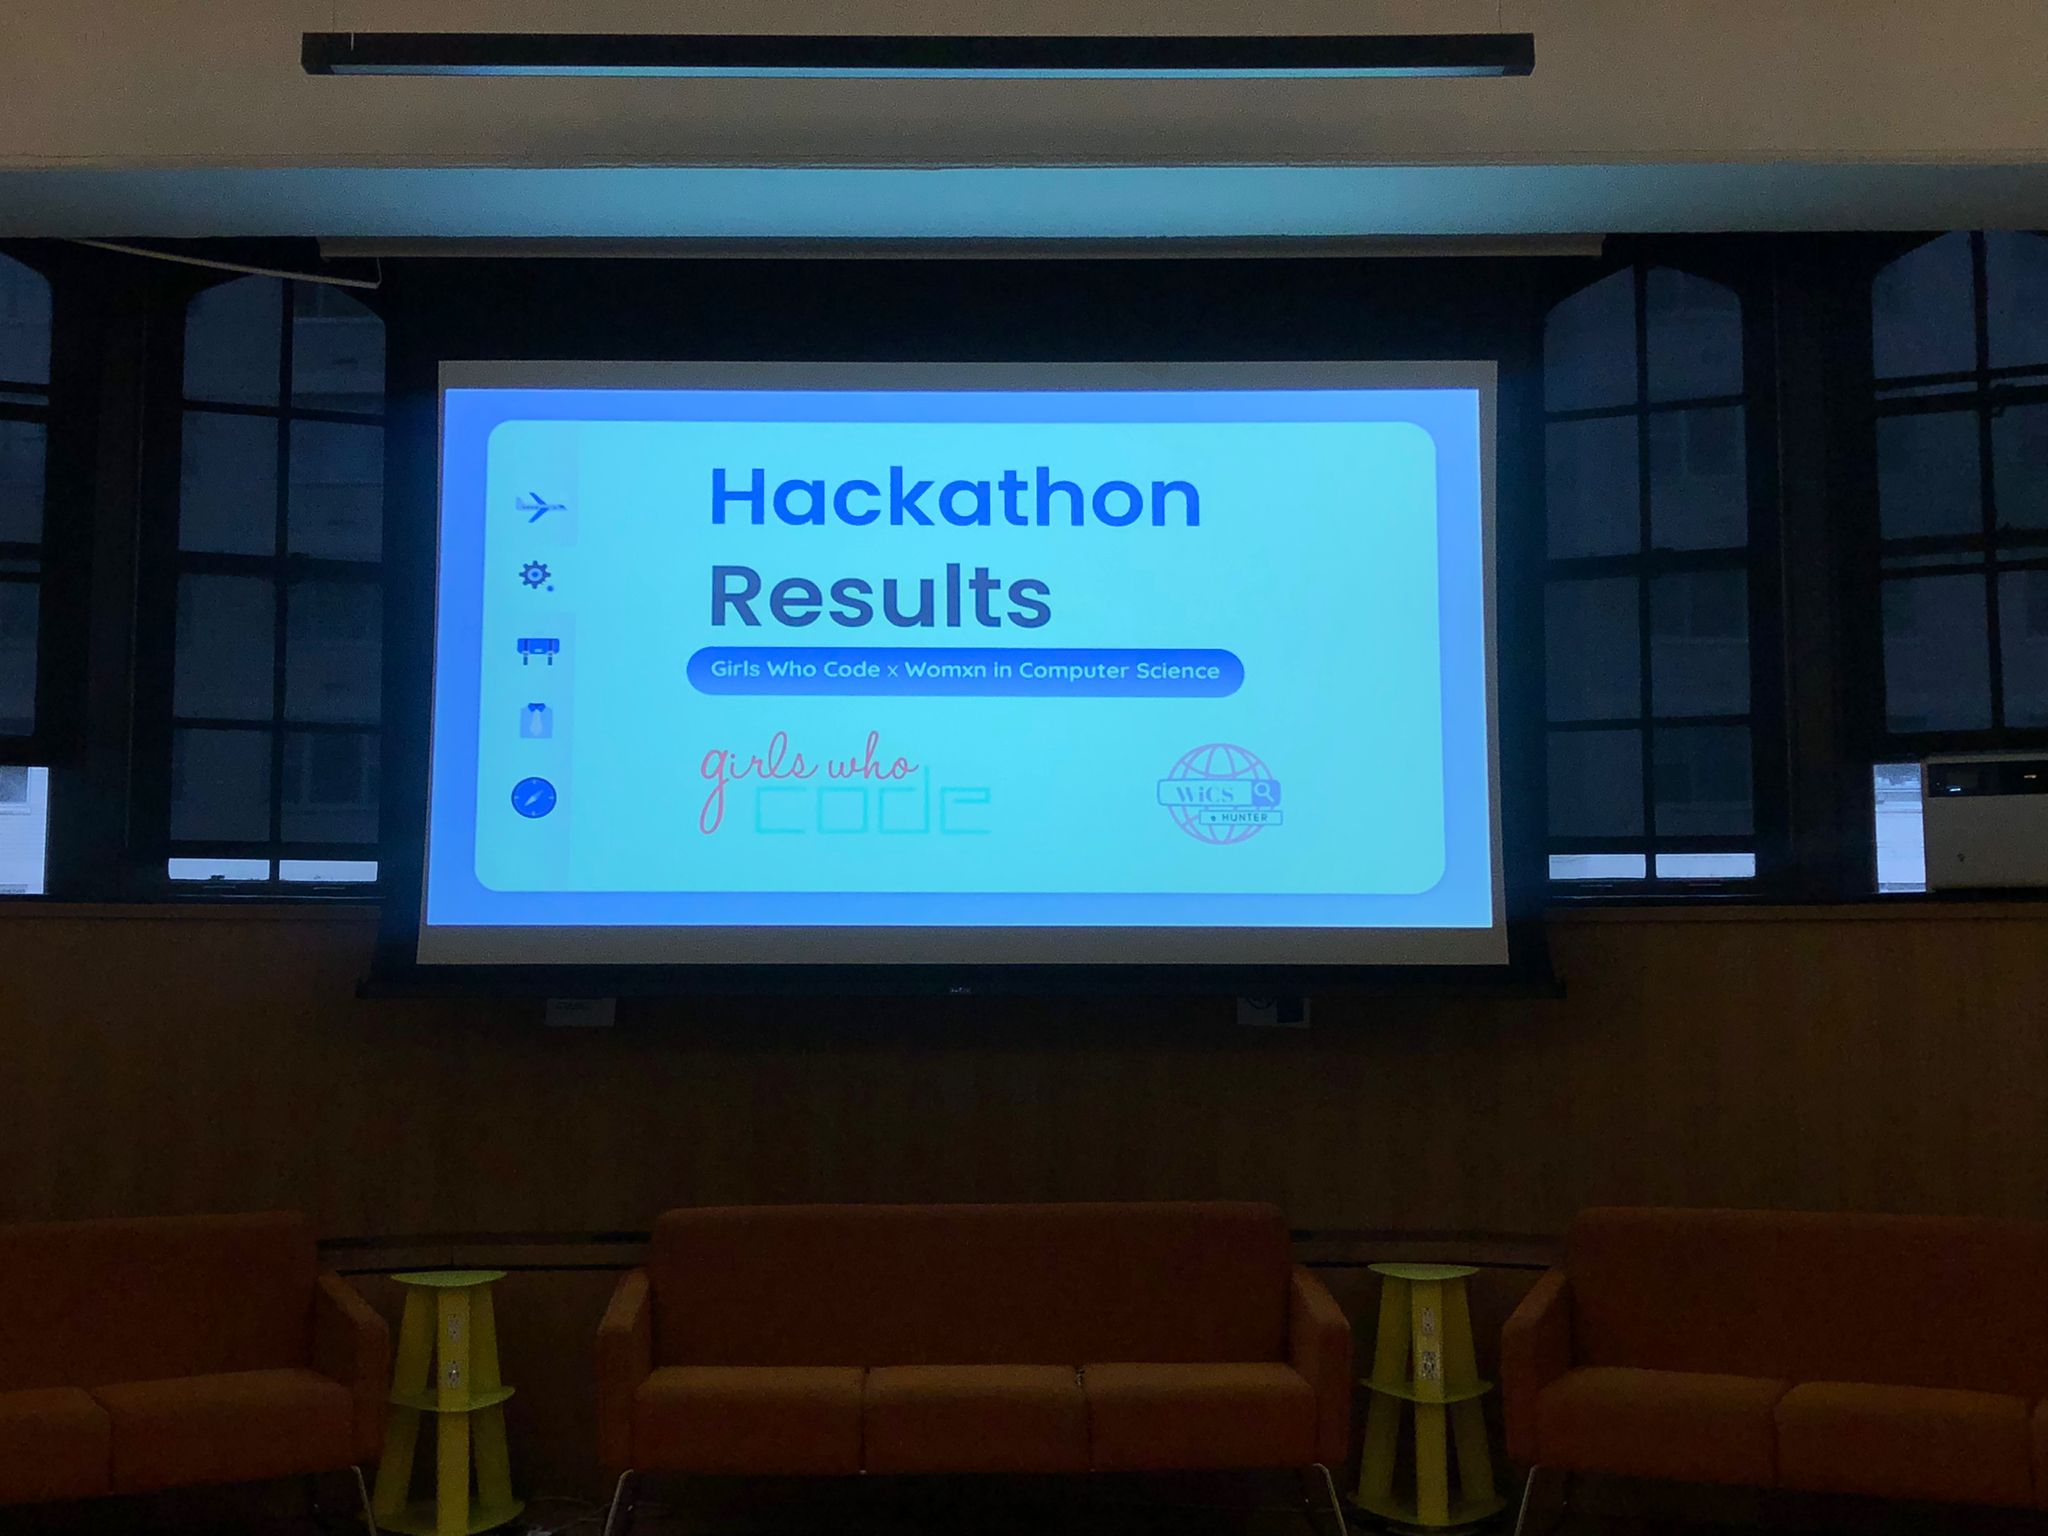 Hackathon
Results
Girls Who Code x Womxn in Computer Science
girls who
code
WiCS
@ HUNTER